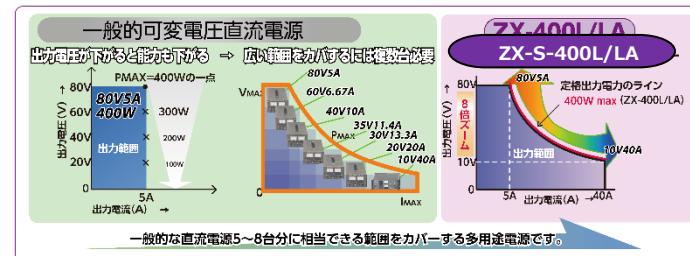 一般的可変電圧直流電源
出力電圧が下がると能力も下がる ⇨ 広い範囲をカバーするには複数台必要
出力電圧(V) →
80V
60V
40V
20V
0
PMAX=400Wの一点
80V5A
400W
300W
200W
100W
出力範囲
5A
出力電流(A) →
VMAX
80V5A
60V6.67A
40V10A
35V11.4A
PMAX
30V13.3A
20V20A
10V40A
0
IMAX
ZX-400L/LA
ZX-S-400L/LA
出力電圧(V) →
80V
8倍ズーム
10V
0
80V5A
定格出力電力のライン
400W max (ZX-400L/LA)
10V40A
出力範囲
5A
40A
出力電流(A) →
一般的な直流電源5〜8台分に相当できる範囲をカバーする多用途電源です。